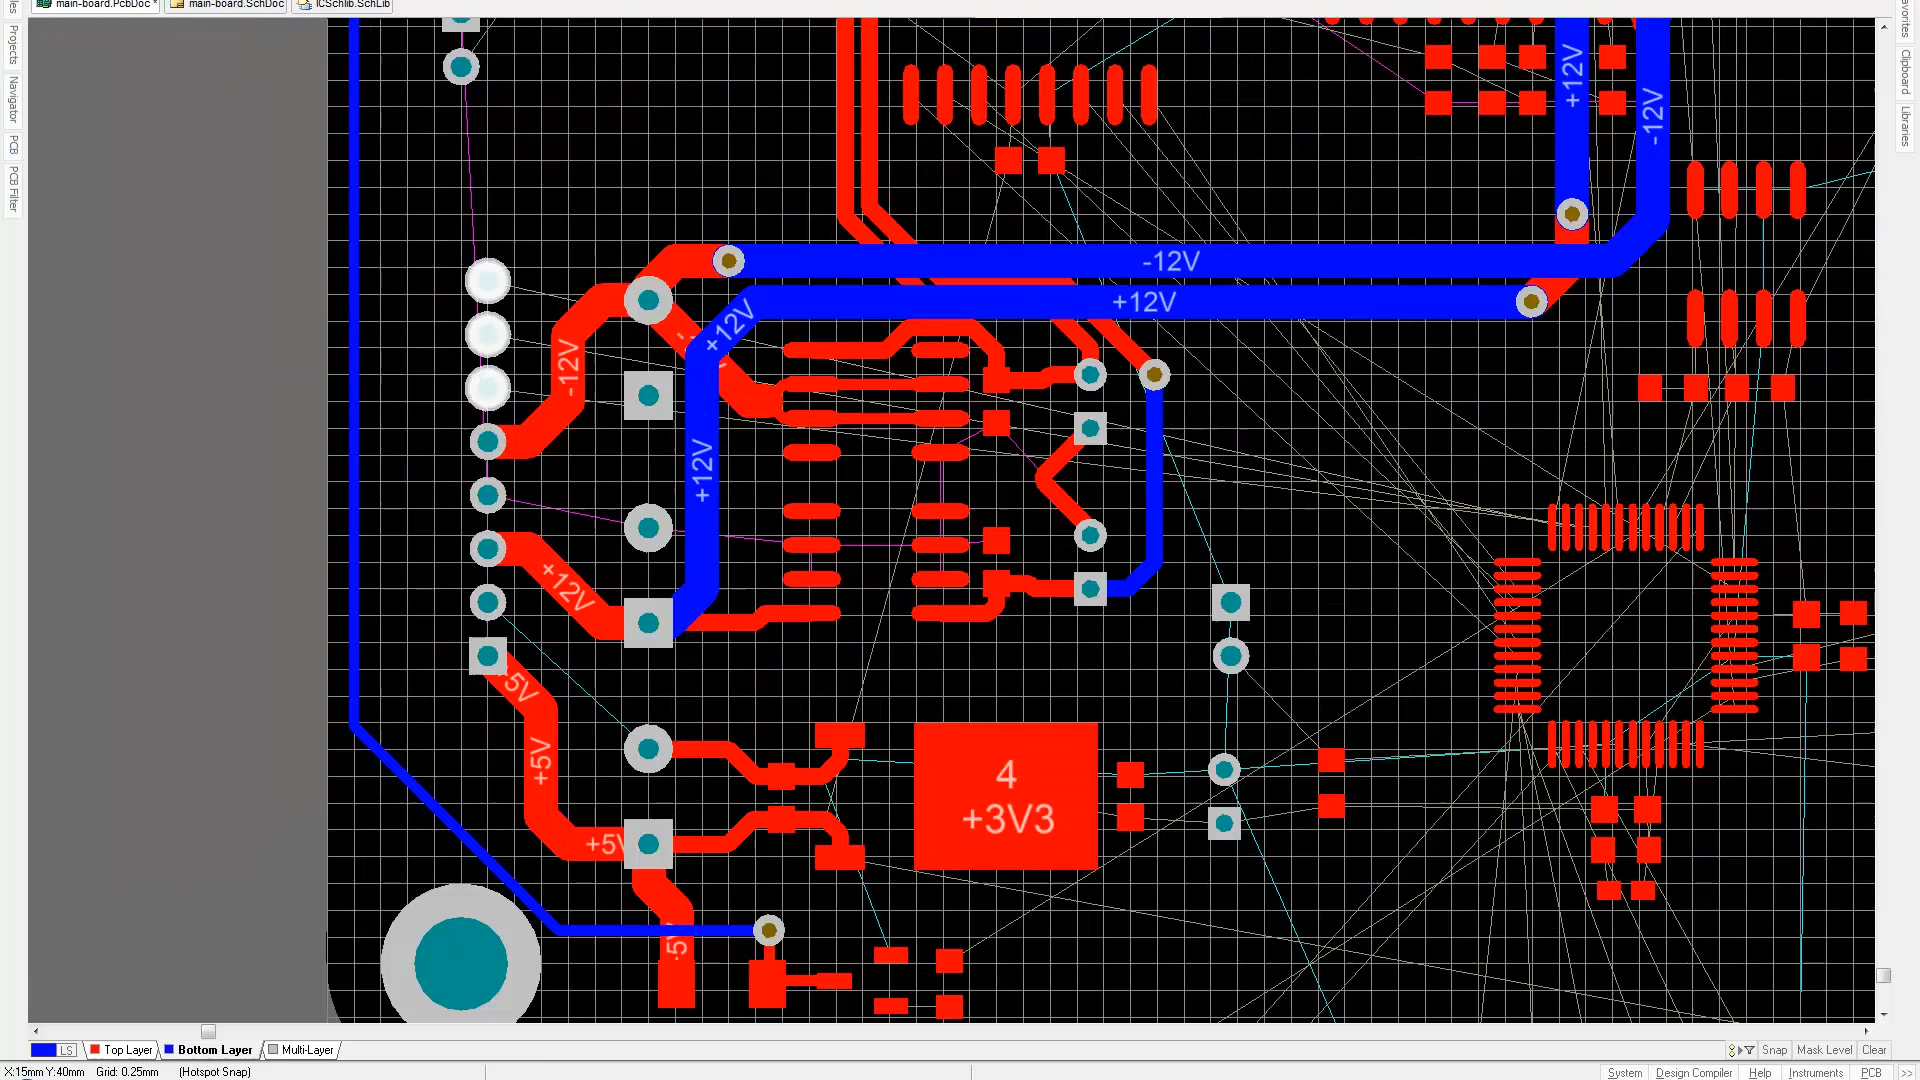 main-board.PcbDoc *
main-board.SchDoc
ICSchlib.SchLib
Projects
Navigator
PCB
PCB Filter
Clipboard
Libraries
+12V
-12V
-12V
+12V
+12V
-12V
+12V
+12V
+5V
+5V
4
+3V3
LS
Top Layer
Bottom Layer
Multi-Layer
Snap
Mask Level
Clear
X:15mm Y:40mm
Grid: 0.25mm
(Hotspot Snap)
System
Design Compiler
Help
Instruments
PCB
>>